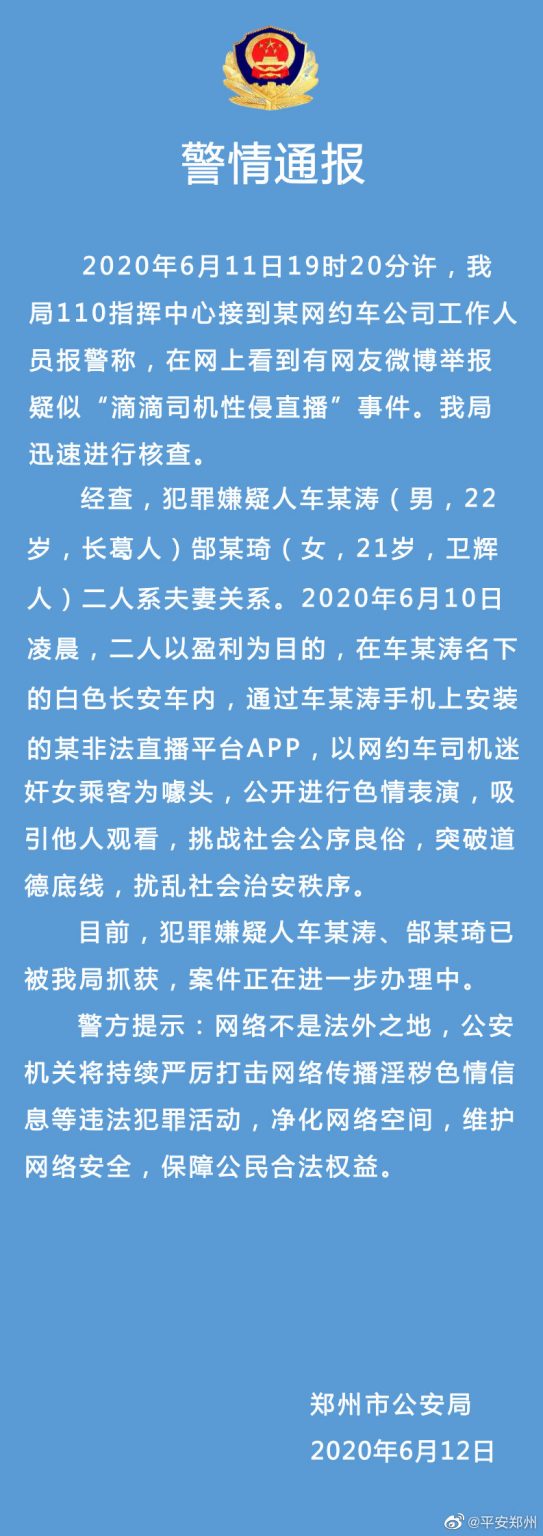 警情通报
2020年6月11日19时20分许，我
局110指挥中心接到某网约车公司工作人
员报警称，在网上看到有网友微博举报
疑似“滴滴司机性侵直播”事件。我局
迅速进行核查。
经查，犯罪嫌疑人车某涛（男，22
岁，长葛人）郜某琦（女，21岁，卫辉
人）二人系夫妻关系。2020年6月10日
凌晨，二人以盈利为目的，在车某涛名下
的白色长安车内，通过车某涛手机上安装
的某非法直播平台APP，以网约车司机迷
奸女乘客为噱头，公开进行色情表演，吸
引他人观看，挑战社会公序良俗，突破道
德底线，扰乱社会治安秩序。
目前，犯罪嫌疑人车某涛、郜某琦已
被我局抓获，案件正在进一步办理中。
警方提示：网络不是法外之地，公安
机关将持续严厉打击网络传播淫秽色情信
息等违法犯罪活动，净化网络空间，维护
网络安全，保障公民合法权益。
郑州市公安局
2020年6月12日
@平安郑州